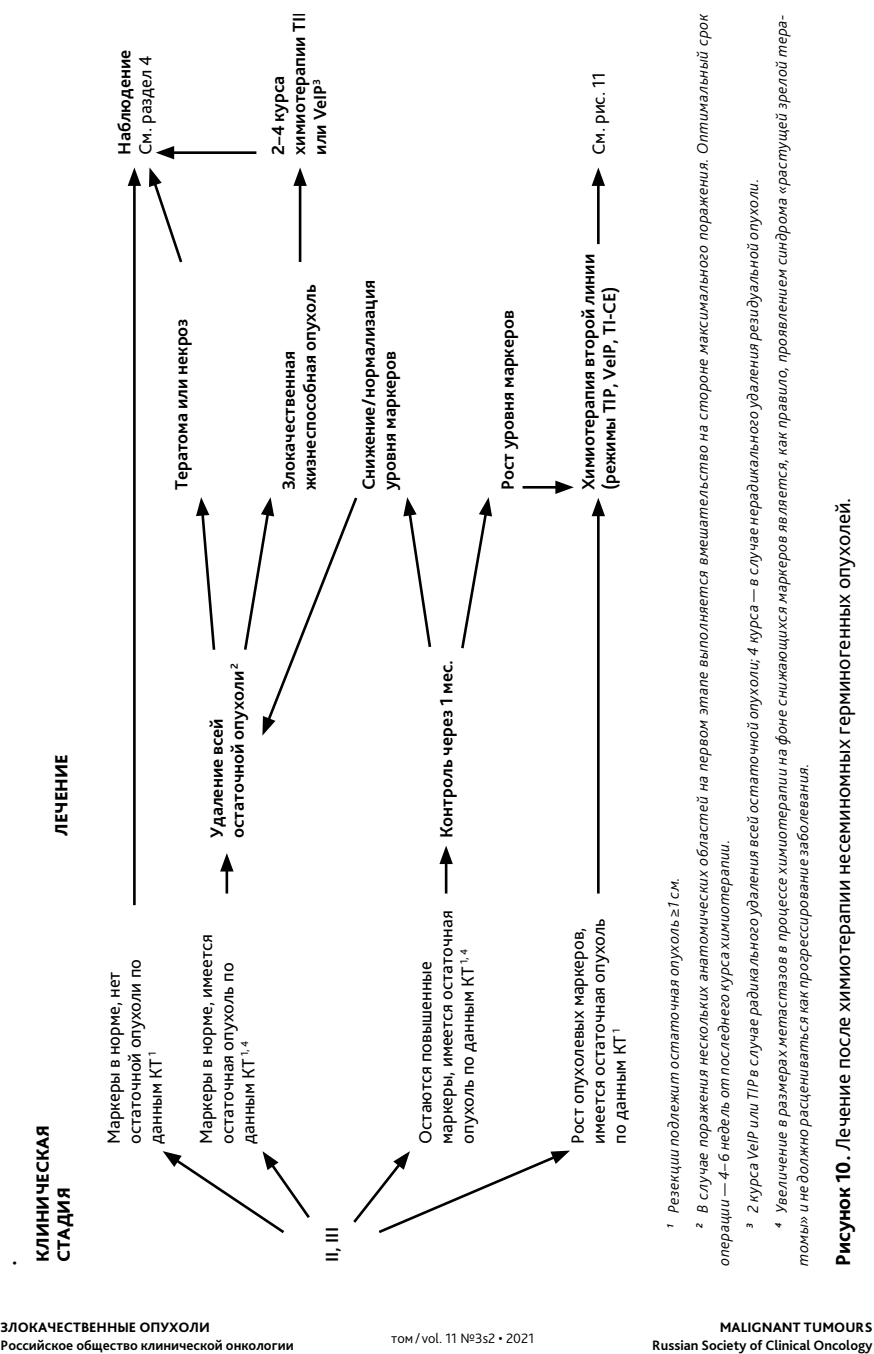 КЛИНИЧЕСКАЯ
СТАДИЯ
ЛЕЧЕНИЕ
II, III
Маркеры в норме, нет
остаточной опухоли по
данным КТ¹
Маркеры в норме, имеется
остаточная опухоль по
данным КТ¹,⁴
Остаются повышенные
маркеры, имеется остаточная
опухоль по данным КТ¹,⁴
Рост опухолевых маркеров,
имеется остаточная опухоль
по данным КТ¹
Удаление всей
остаточной опухоли²
Контроль через 1 мес.
Тератома или некроз
Злокачественная
жизнеспособная опухоль
Снижение/нормализация
уровня маркеров
Рост уровня маркеров
Химиотерапия второй линии
(режимы TIP, VeIP, TI-CE)
Наблюдение
См. раздел 4
2–4 курса
химиотерапии TII
или VeIP³
См. рис. 11
¹ Резекции подлежит остаточная опухоль ≥1 см.
² В случае поражения нескольких анатомических областей на первом этапе выполняется вмешательство на стороне максимального поражения. Оптимальный срок
операции — 4–6 недель от последнего курса химиотерапии.
³ 2 курса VeIP или TIP в случае радикального удаления всей остаточной опухоли; 4 курса — в случае нерадикального удаления резидуальной опухоли.
⁴ Увеличение в размерах метастазов в процессе химиотерапии на фоне снижающихся маркеров является, как правило, проявлением синдрома «растущей зрелой тера-
томы» и не должно расцениваться как прогрессирование заболевания.
Рисунок 10. Лечение после химиотерапии несеминомных герминогенных опухолей.
ЗЛОКАЧЕСТВЕННЫЕ ОПУХОЛИ
Российское общество клинической онкологии
том / vol. 11 №3s2 • 2021
MALIGNANT TUMOURS
Russian Society of Clinical Oncology